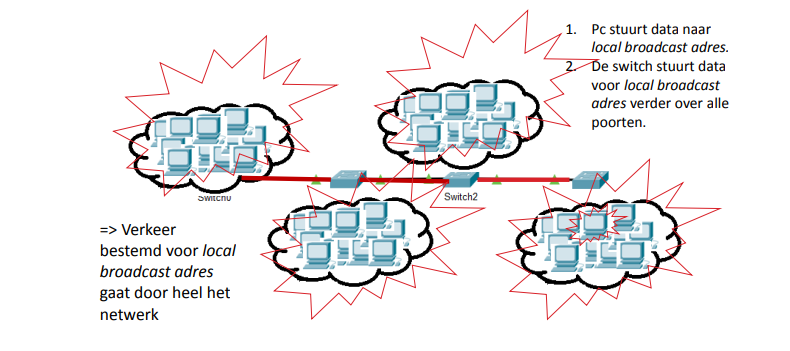 1. Pc stuurt data naar
local broadcast adres.
2. De switch stuurt data
voor local broadcast
adres verder over alle
poorten.
Switch0
Switch2
=> Verkeer
bestemd voor local
broadcast adres
gaat door heel het
netwerk